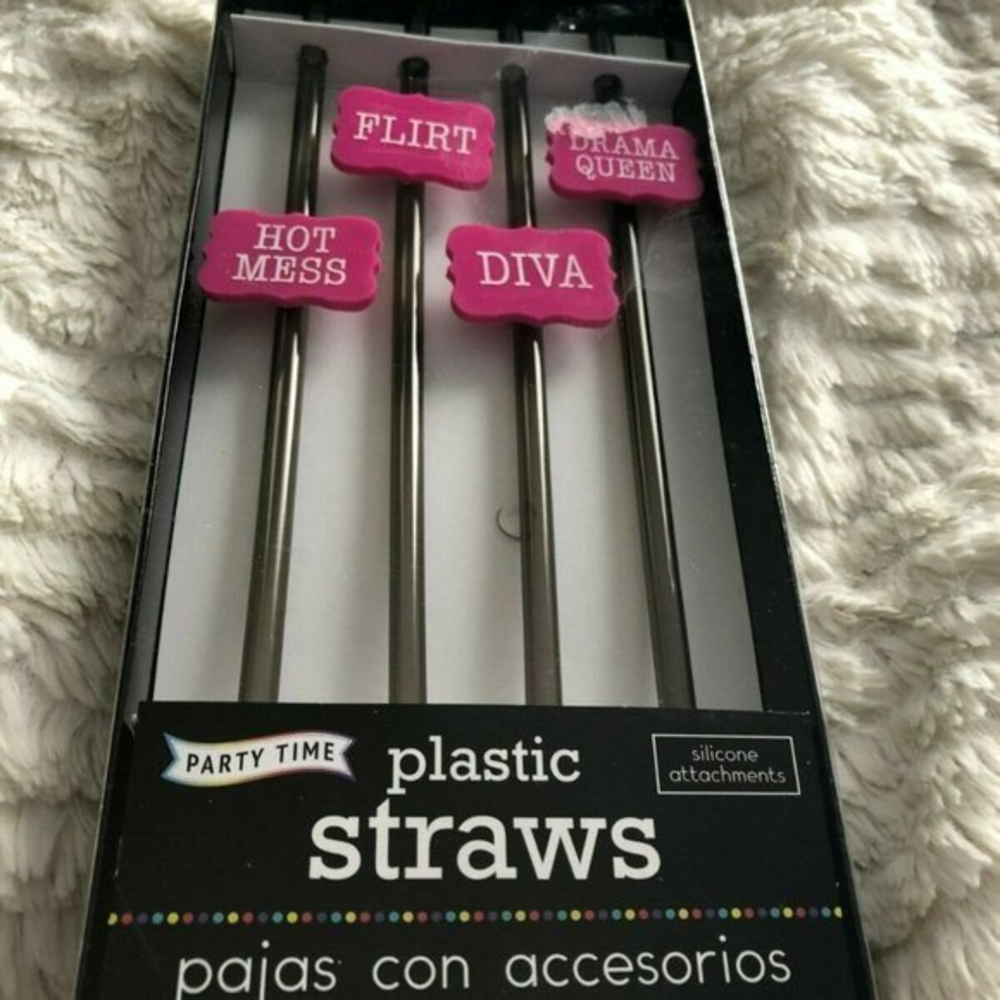 FLIRT
DRAMA
QUEEN
HOT
MESS
DIVA
PARTY TIME
plastic
straws
silicone
attachments
pajas con accesorios